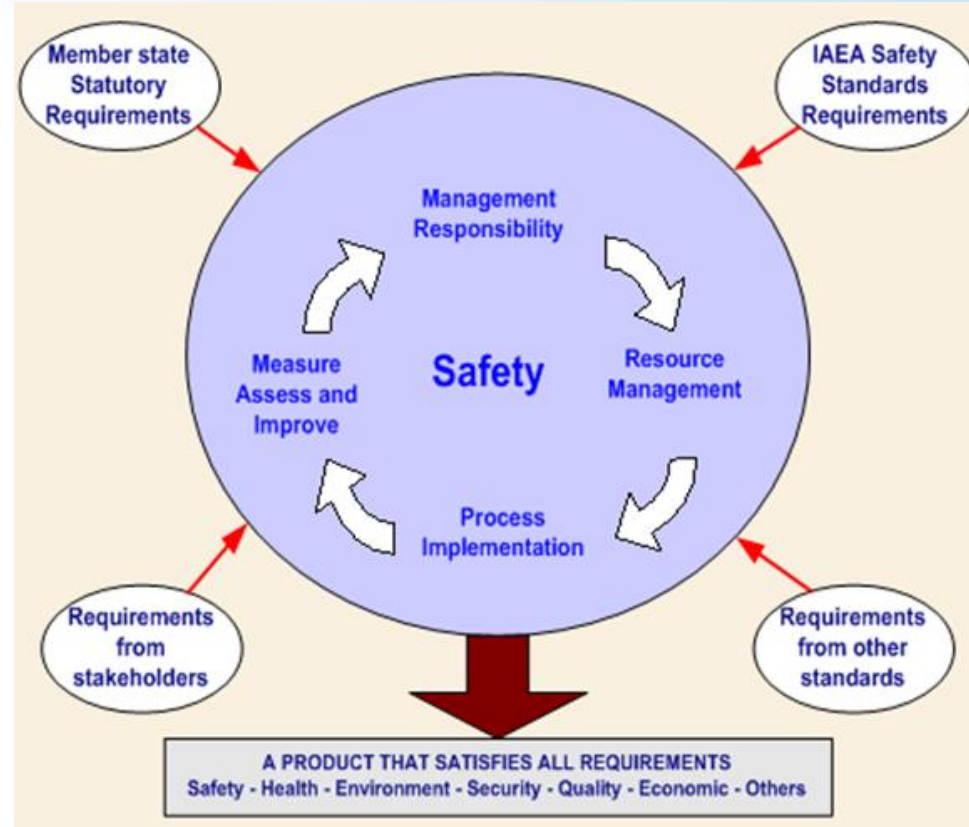 Member state
Statutory
Requirements
IAEA Safety
Standards
Requirements
Management
Responsibility
Measure
Assess and
Improve
Safety
Resource
Management
Process
Implementation
Requirements
from
stakeholders
Requirements
from other
standards
A PRODUCT THAT SATISFIES ALL REQUIREMENTS
Safety - Health - Environment - Security - Quality - Economic - Others